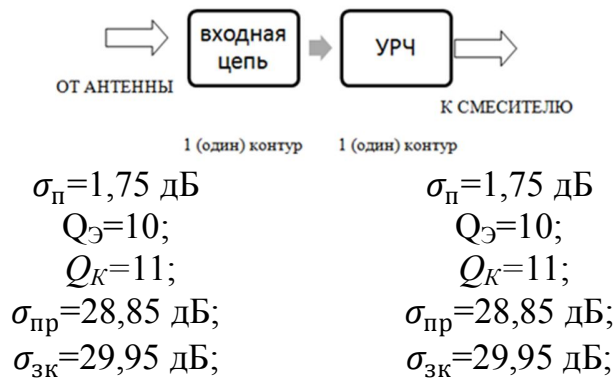 входная цепь
УРЧ
ОТ АНТЕННЫ
К СМЕСИТЕЛЮ
1 (один) контур 1 (один) контур
σп=1,75 дБ σп=1,75 дБ
QЭ=10; QЭ=10;
QK=11; QK=11;
σпр=28,85 дБ; σпр=28,85 дБ;
σзк=29,95 дБ; σзк=29,95 дБ;